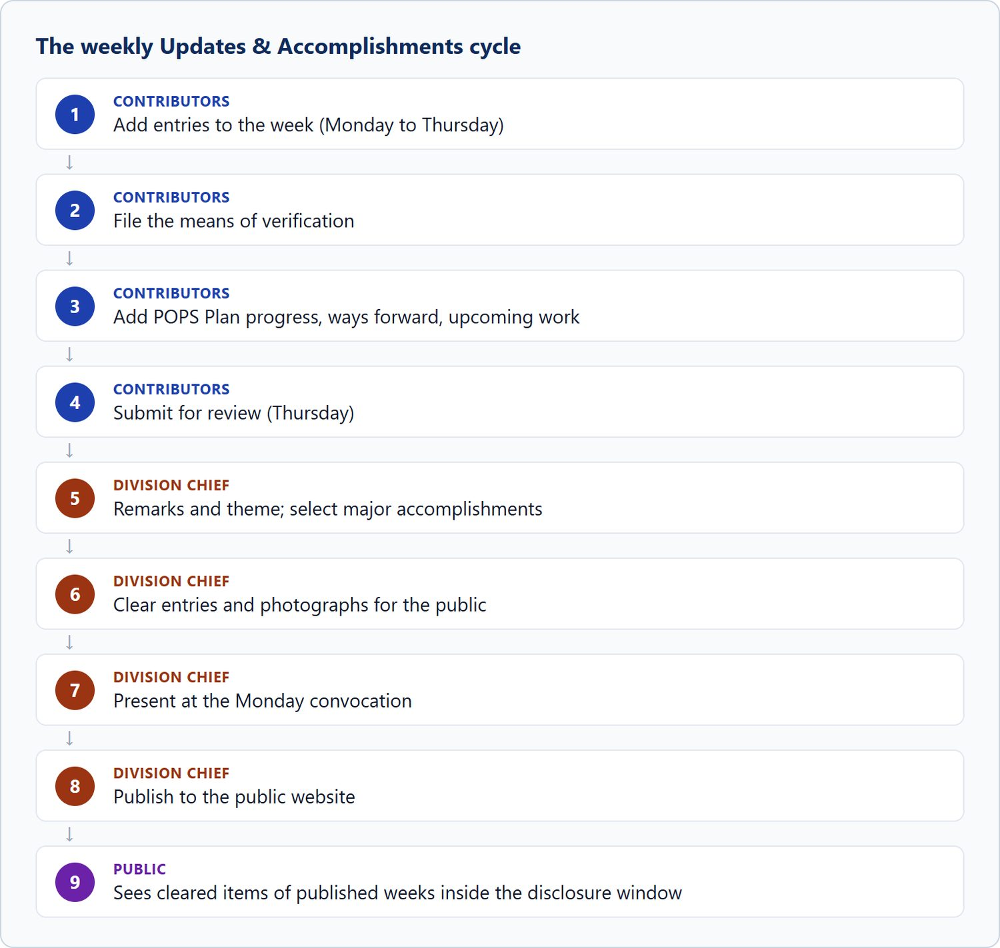 The weekly Updates & Accomplishments cycle
1
CONTRIBUTORS
Add entries to the week (Monday to Thursday)
↓
2
CONTRIBUTORS
File the means of verification
↓
3
CONTRIBUTORS
Add POPS Plan progress, ways forward, upcoming work
↓
4
CONTRIBUTORS
Submit for review (Thursday)
↓
5
DIVISION CHIEF
Remarks and theme; select major accomplishments
↓
6
DIVISION CHIEF
Clear entries and photographs for the public
↓
7
DIVISION CHIEF
Present at the Monday convocation
↓
8
DIVISION CHIEF
Publish to the public website
↓
9
PUBLIC
Sees cleared items of published weeks inside the disclosure window